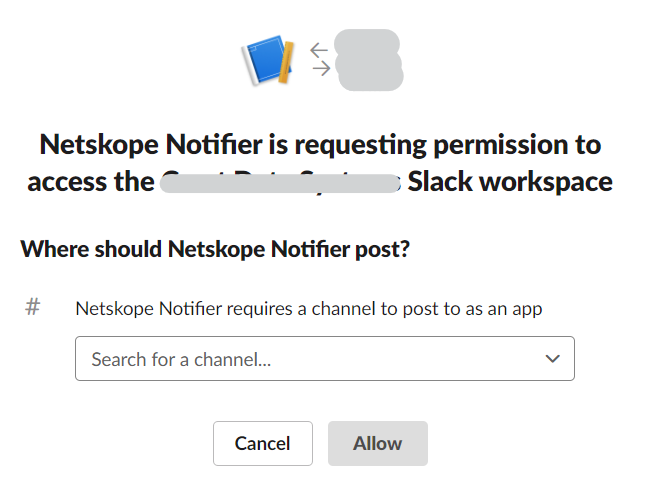 Netskope Notifier is requesting permission to
access the Slack workspace
Where should Netskope Notifier post?
# Netskope Notifier requires a channel to post to as an app
Search for a channel...
Cancel Allow